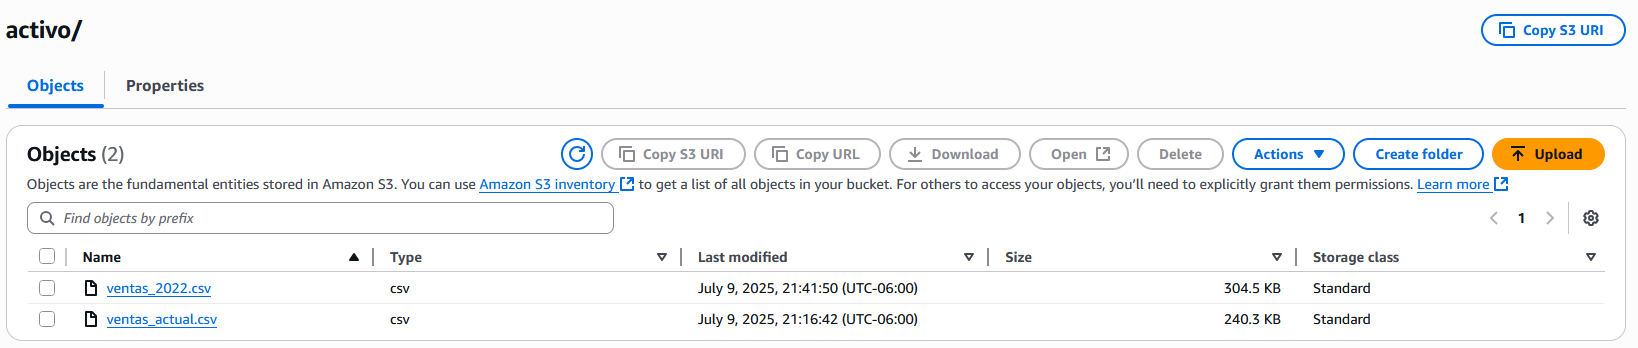 activo/
Copy S3 URI
Objects Properties
Objects (2)
Copy S3 URI Copy URL Download Open Delete Actions Create folder Upload
Objects are the fundamental entities stored in Amazon S3. You can use Amazon S3 inventory to get a list of all objects in your bucket. For others to access your objects, you'll need to explicitly grant them permissions. Learn more
Find objects by prefix
1
Name Type Last modified Size Storage class
ventas_2022.csv csv July 9, 2025, 21:41:50 (UTC-06:00) 304.5 KB Standard
ventas_actual.csv csv July 9, 2025, 21:16:42 (UTC-06:00) 240.3 KB Standard